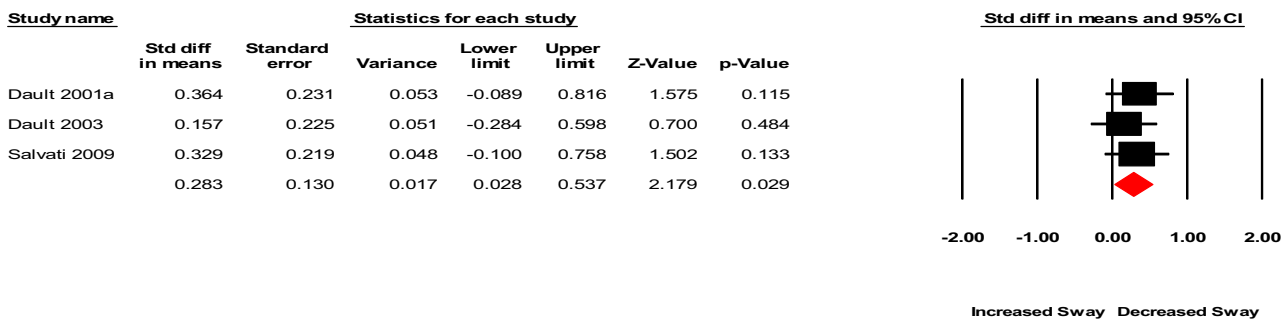 Study name Statistics for each study Std diff in means and 95% CI
Std diff in means Standard error Variance Lower limit Upper limit Z-Value p-Value
Dault 2001a 0.364 0.231 0.053 -0.089 0.816 1.575 0.115
Dault 2003 0.157 0.225 0.051 -0.284 0.598 0.700 0.484
Salvati 2009 0.329 0.219 0.048 -0.100 0.758 1.502 0.133
0.283 0.130 0.017 0.028 0.537 2.179 0.029
-2.00 -1.00 0.00 1.00 2.00
Increased Sway Decreased Sway